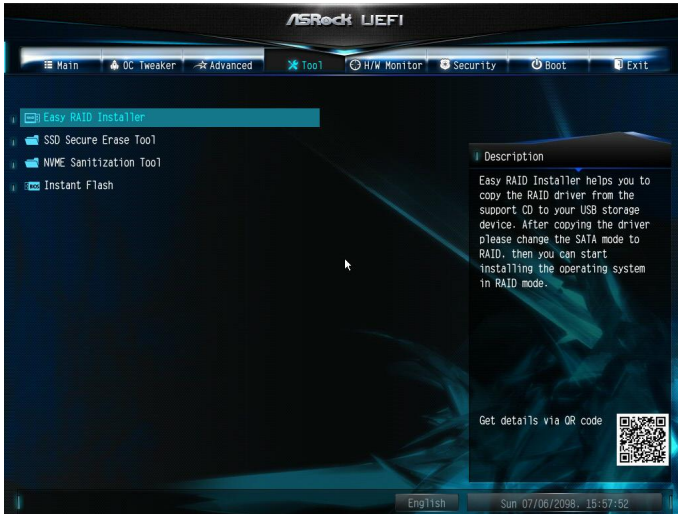 ASRock UEFI
Main
OC Tweaker
Advanced
Tool
H/W Monitor
Security
Boot
Exit
Easy RAID Installer
SSD Secure Erase Tool
NVME Sanitization Tool
Instant Flash
Description
Easy RAID Installer helps you to
copy the RAID driver from the
support CD to your USB storage
device. After copying the driver
please change the SATA mode to
RAID, then you can start
installing the operating system
in RAID mode.
Get details via QR code
English
Sun 07/06/2098, 15:57:52